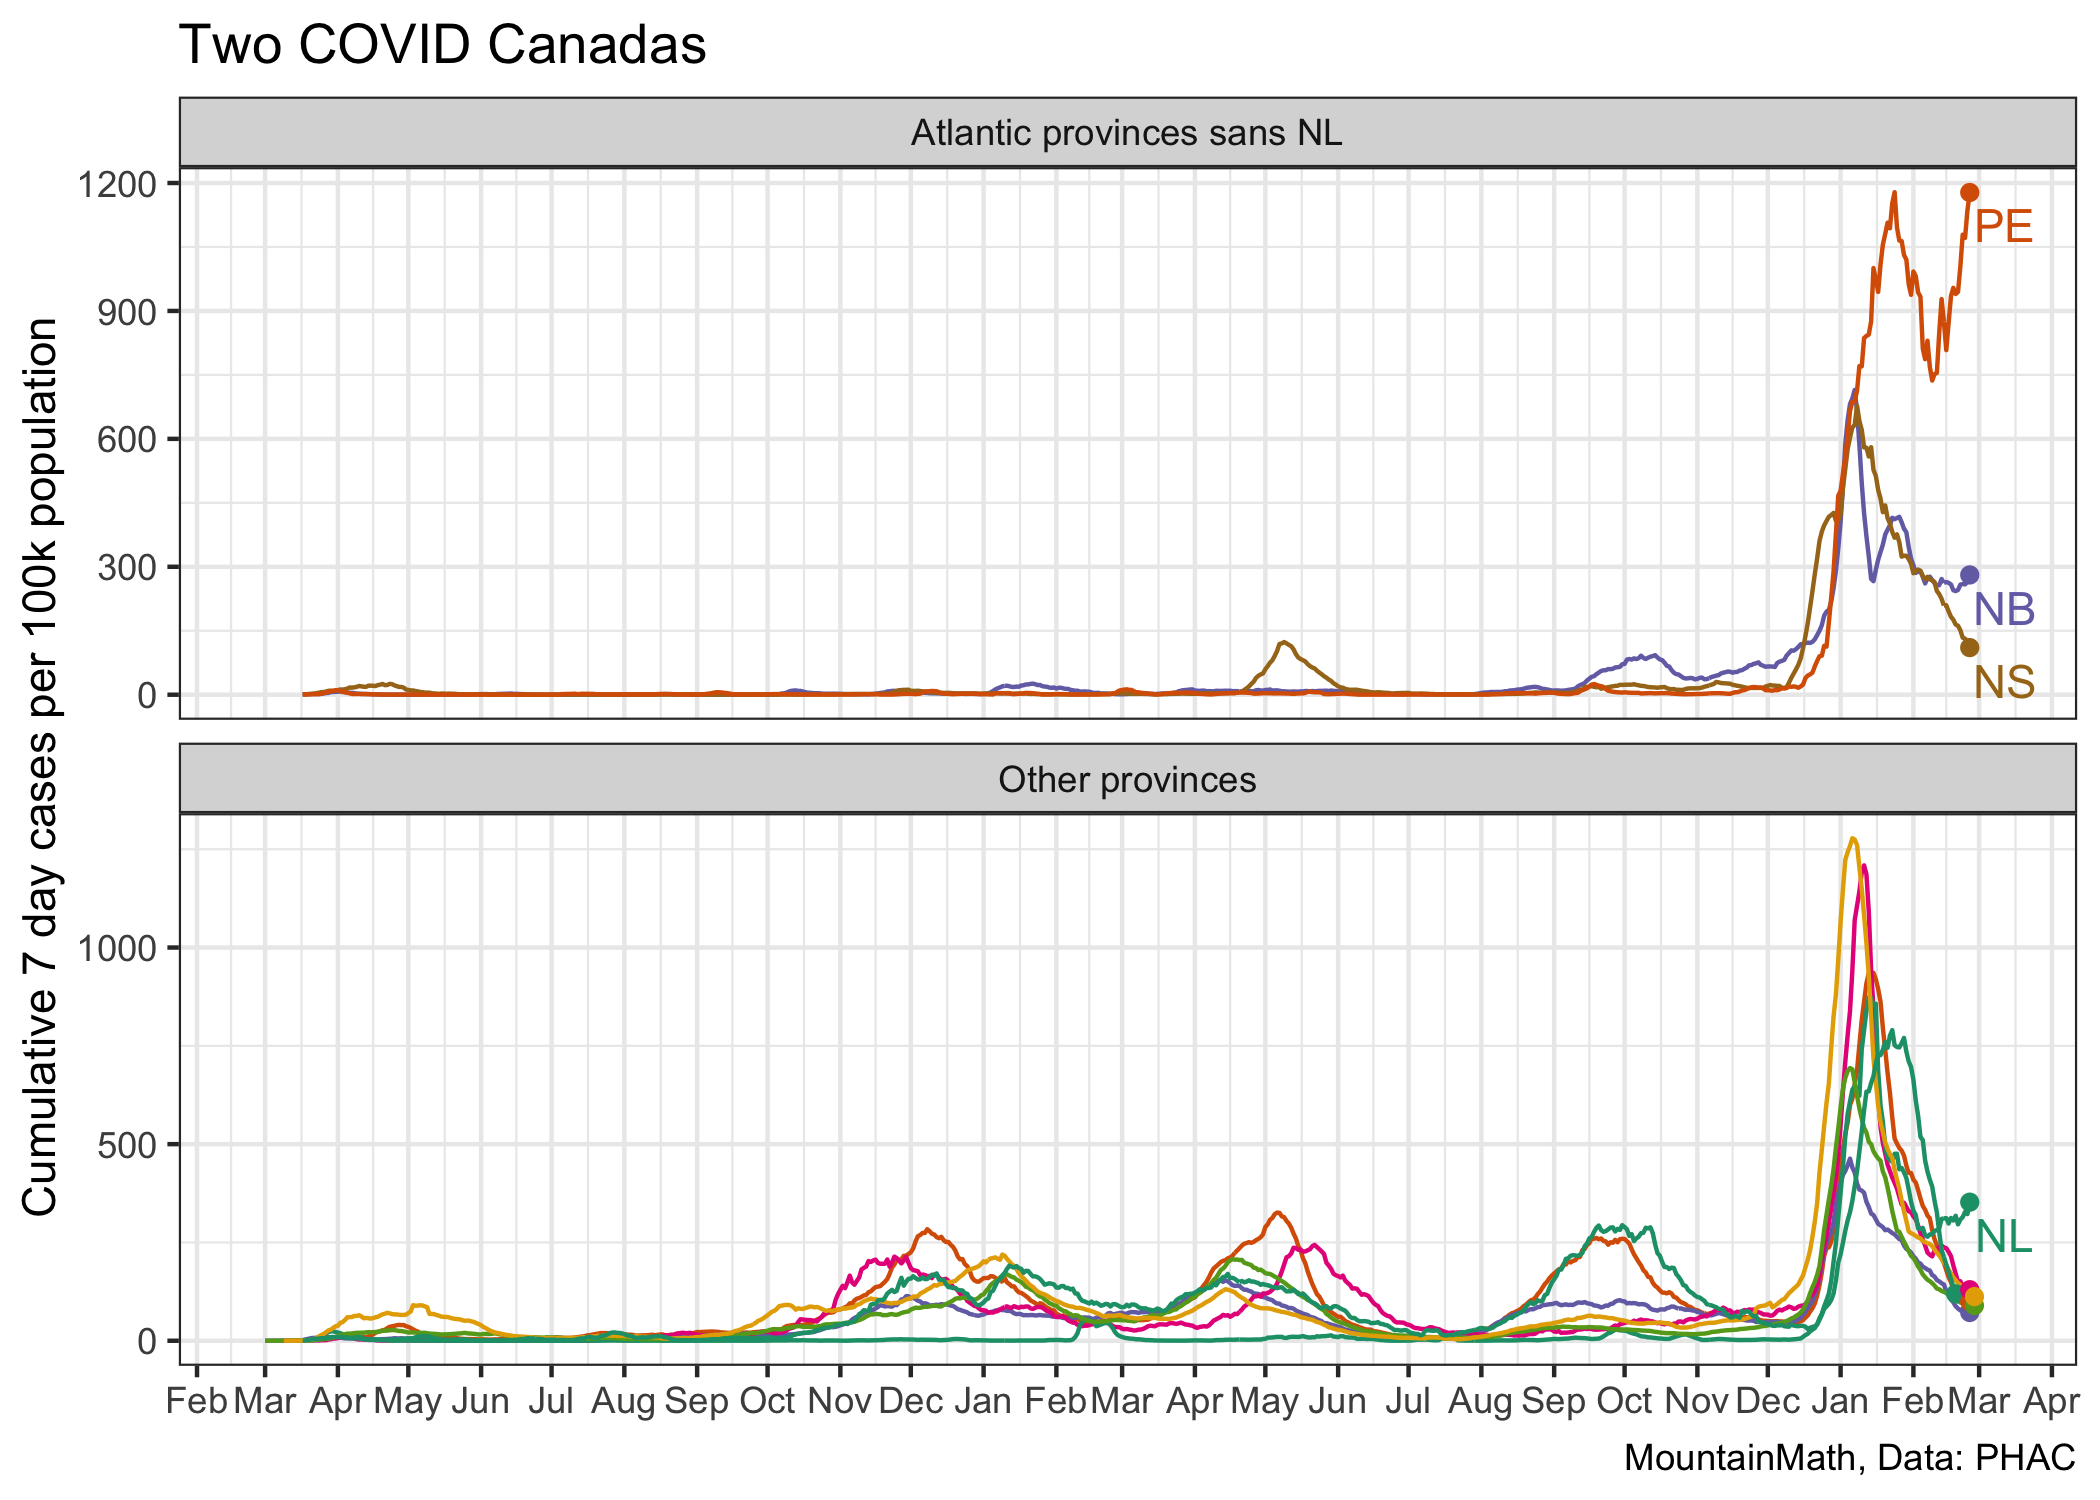 Two COVID Canadas
Atlantic provinces sans NL
Cumulative 7 day cases per 100k population
1200
900
600
300
0
PE
NB
NS
Other provinces
1000
500
0
NL
Feb Mar Apr May Jun Jul Aug Sep Oct Nov Dec Jan Feb Mar Apr May Jun Jul Aug Sep Oct Nov Dec Jan Feb Mar Apr
MountainMath, Data: PHAC